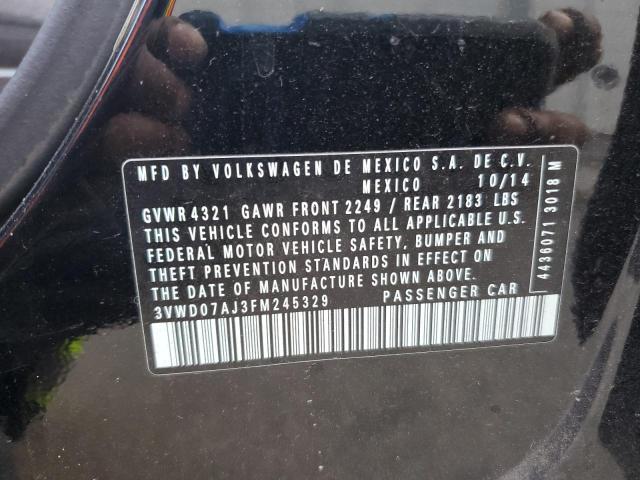 MFD BY VOLKSWAGEN DE MEXICO S.A. DE C.V.
MEXICO 10/14
GVWR 4321 GAWR FRONT 2249 / REAR 2183 LBS
THIS VEHICLE CONFORMS TO ALL APPLICABLE U.S.
FEDERAL MOTOR VEHICLE SAFETY, BUMPER AND
THEFT PREVENTION STANDARDS IN EFFECT ON
THE DATE OF MANUFACTURE SHOWN ABOVE.
3VWD07AJ3FM245329 PASSENGER CAR
4436071 3018 M